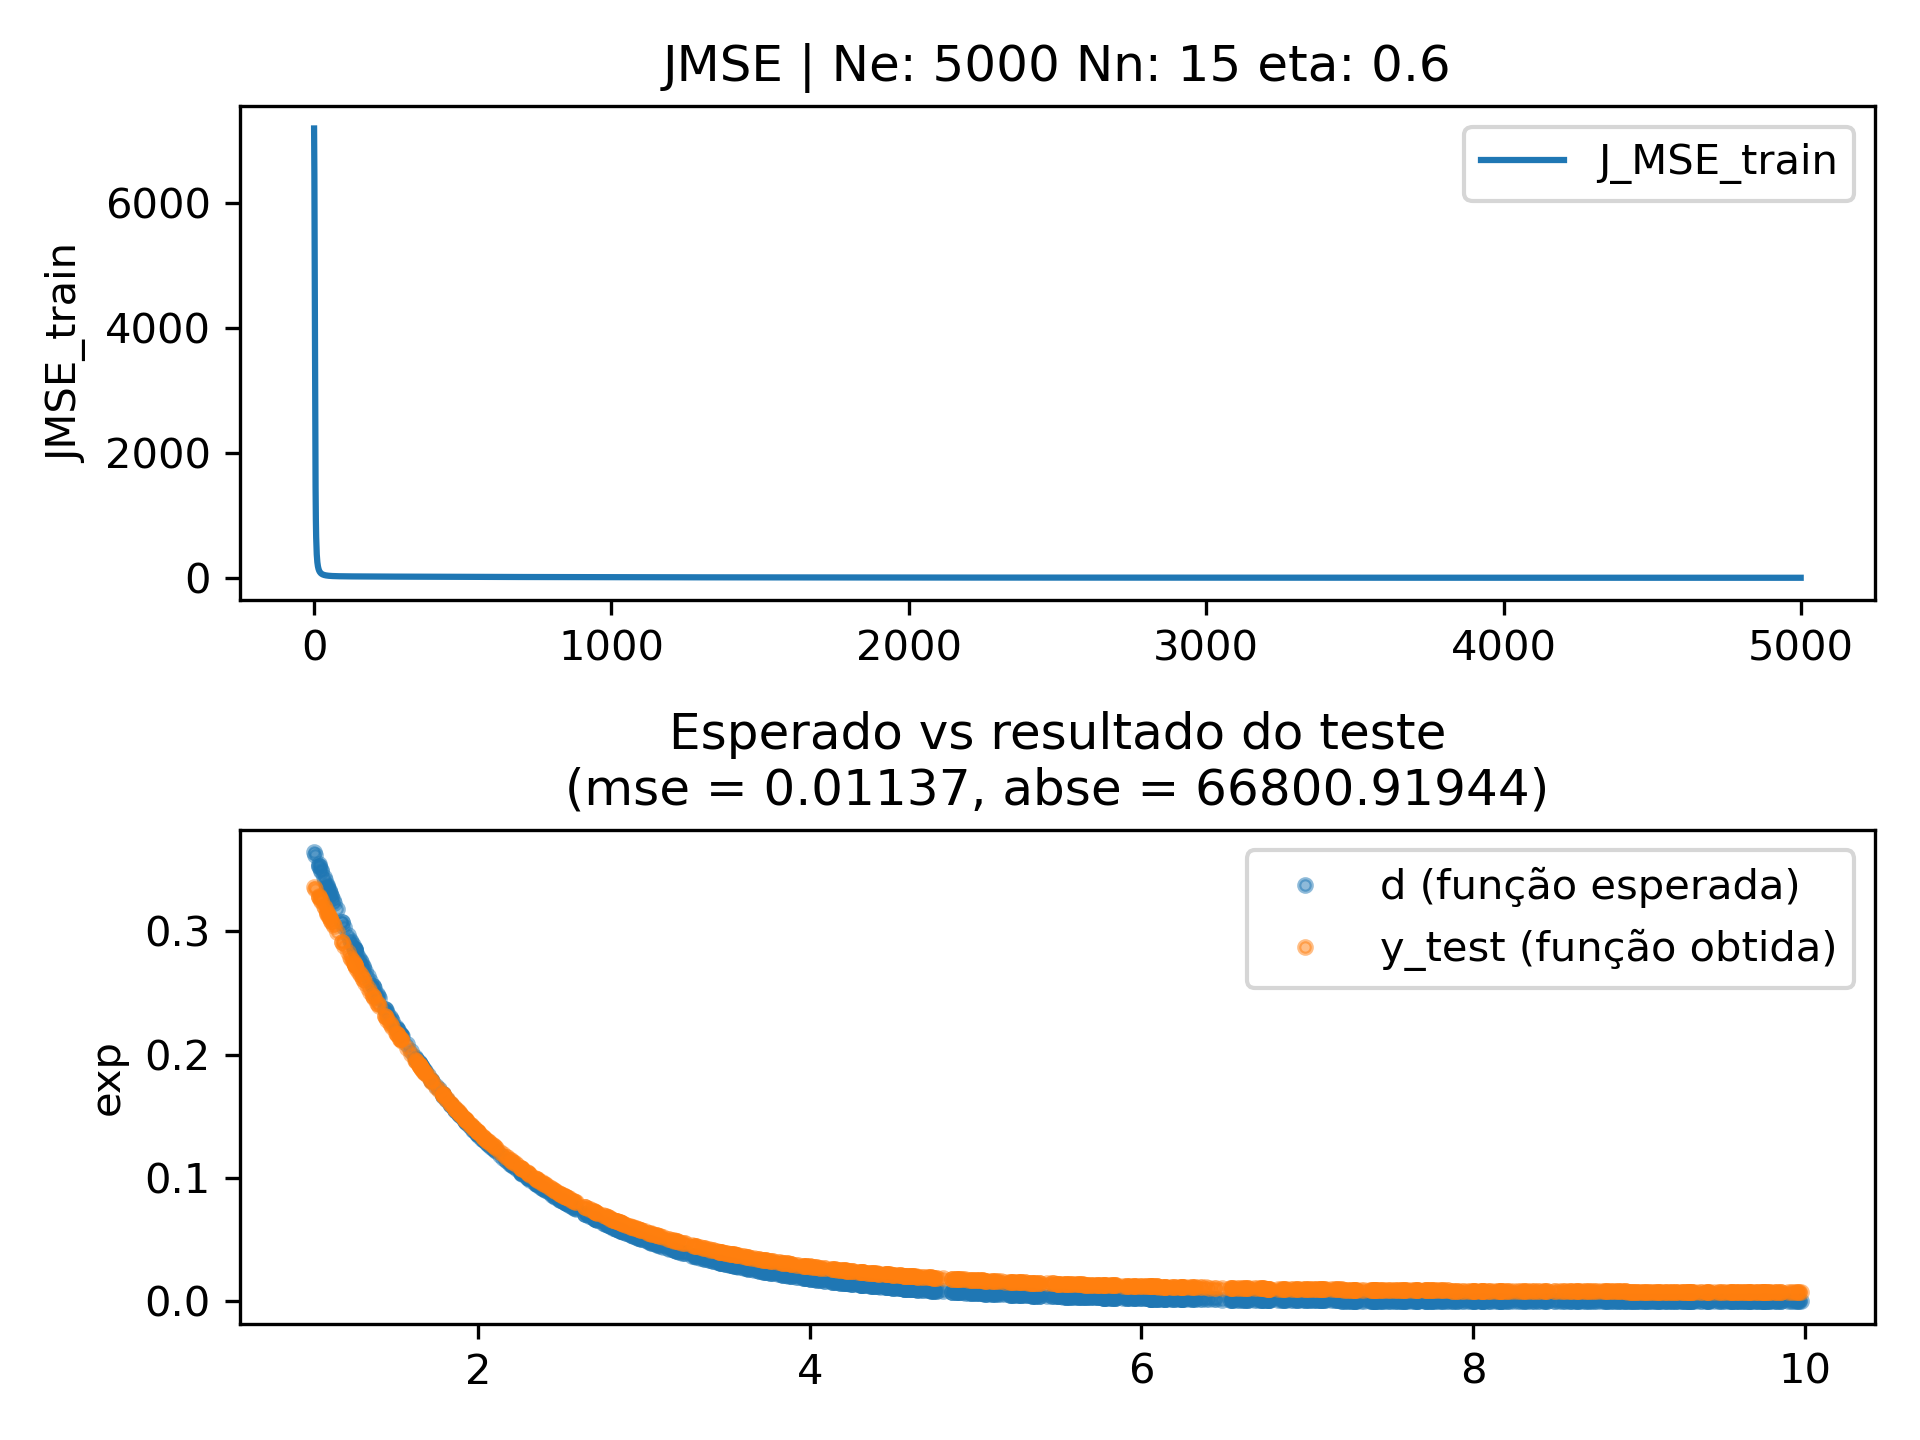 JMSE | Ne: 5000 Nn: 15 eta: 0.6
J_MSE_train
JMSE_train
6000
4000
2000
0
0 1000 2000 3000 4000 5000
Esperado vs resultado do teste
(mse = 0.01137, abse = 66800.91944)
d (função esperada)
y_test (função obtida)
exp
0.3
0.2
0.1
0.0
2 4 6 8 10